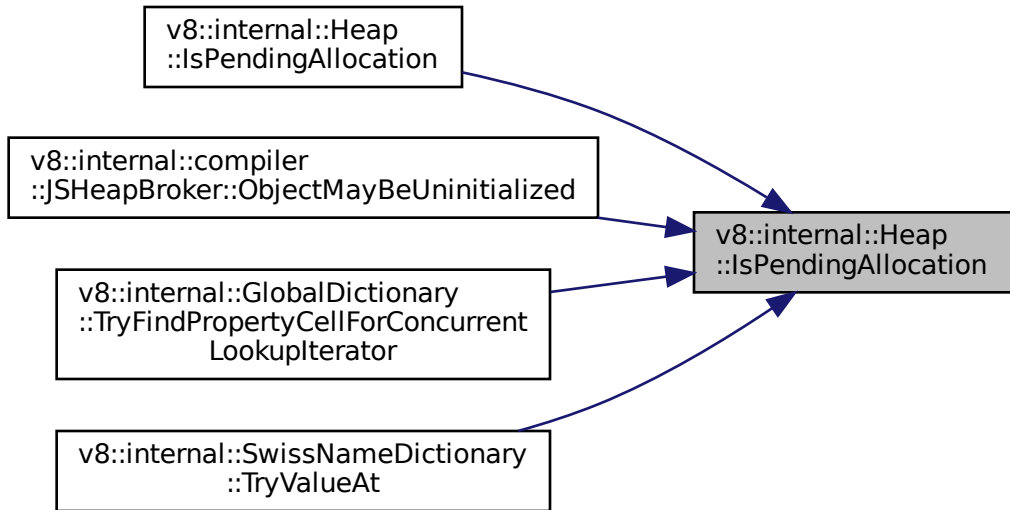 v8::internal::Heap
::IsPendingAllocation
v8::internal::compiler
::JSHeapBroker::ObjectMayBeUninitialized
v8::internal::GlobalDictionary
::TryFindPropertyCellForConcurrent
LookupIterator
v8::internal::SwissNameDictionary
::TryValueAt
v8::internal::Heap
::IsPendingAllocation